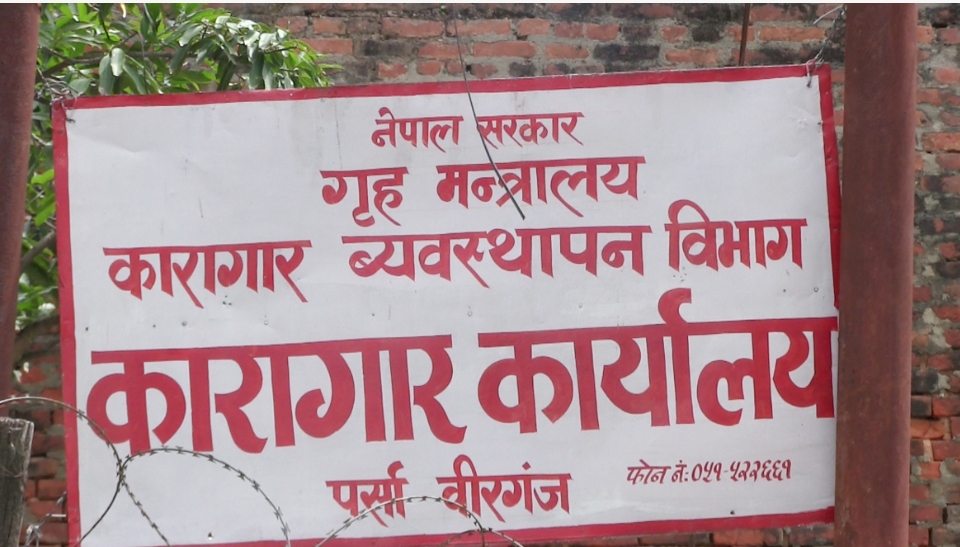 नेपाल सरकार
गृह मन्त्रालय
कारागार व्यवस्थापन विभाग
कारागार कार्यालय
पर्सा वीरगंज
फोन नं: ०५१-५२२६६१